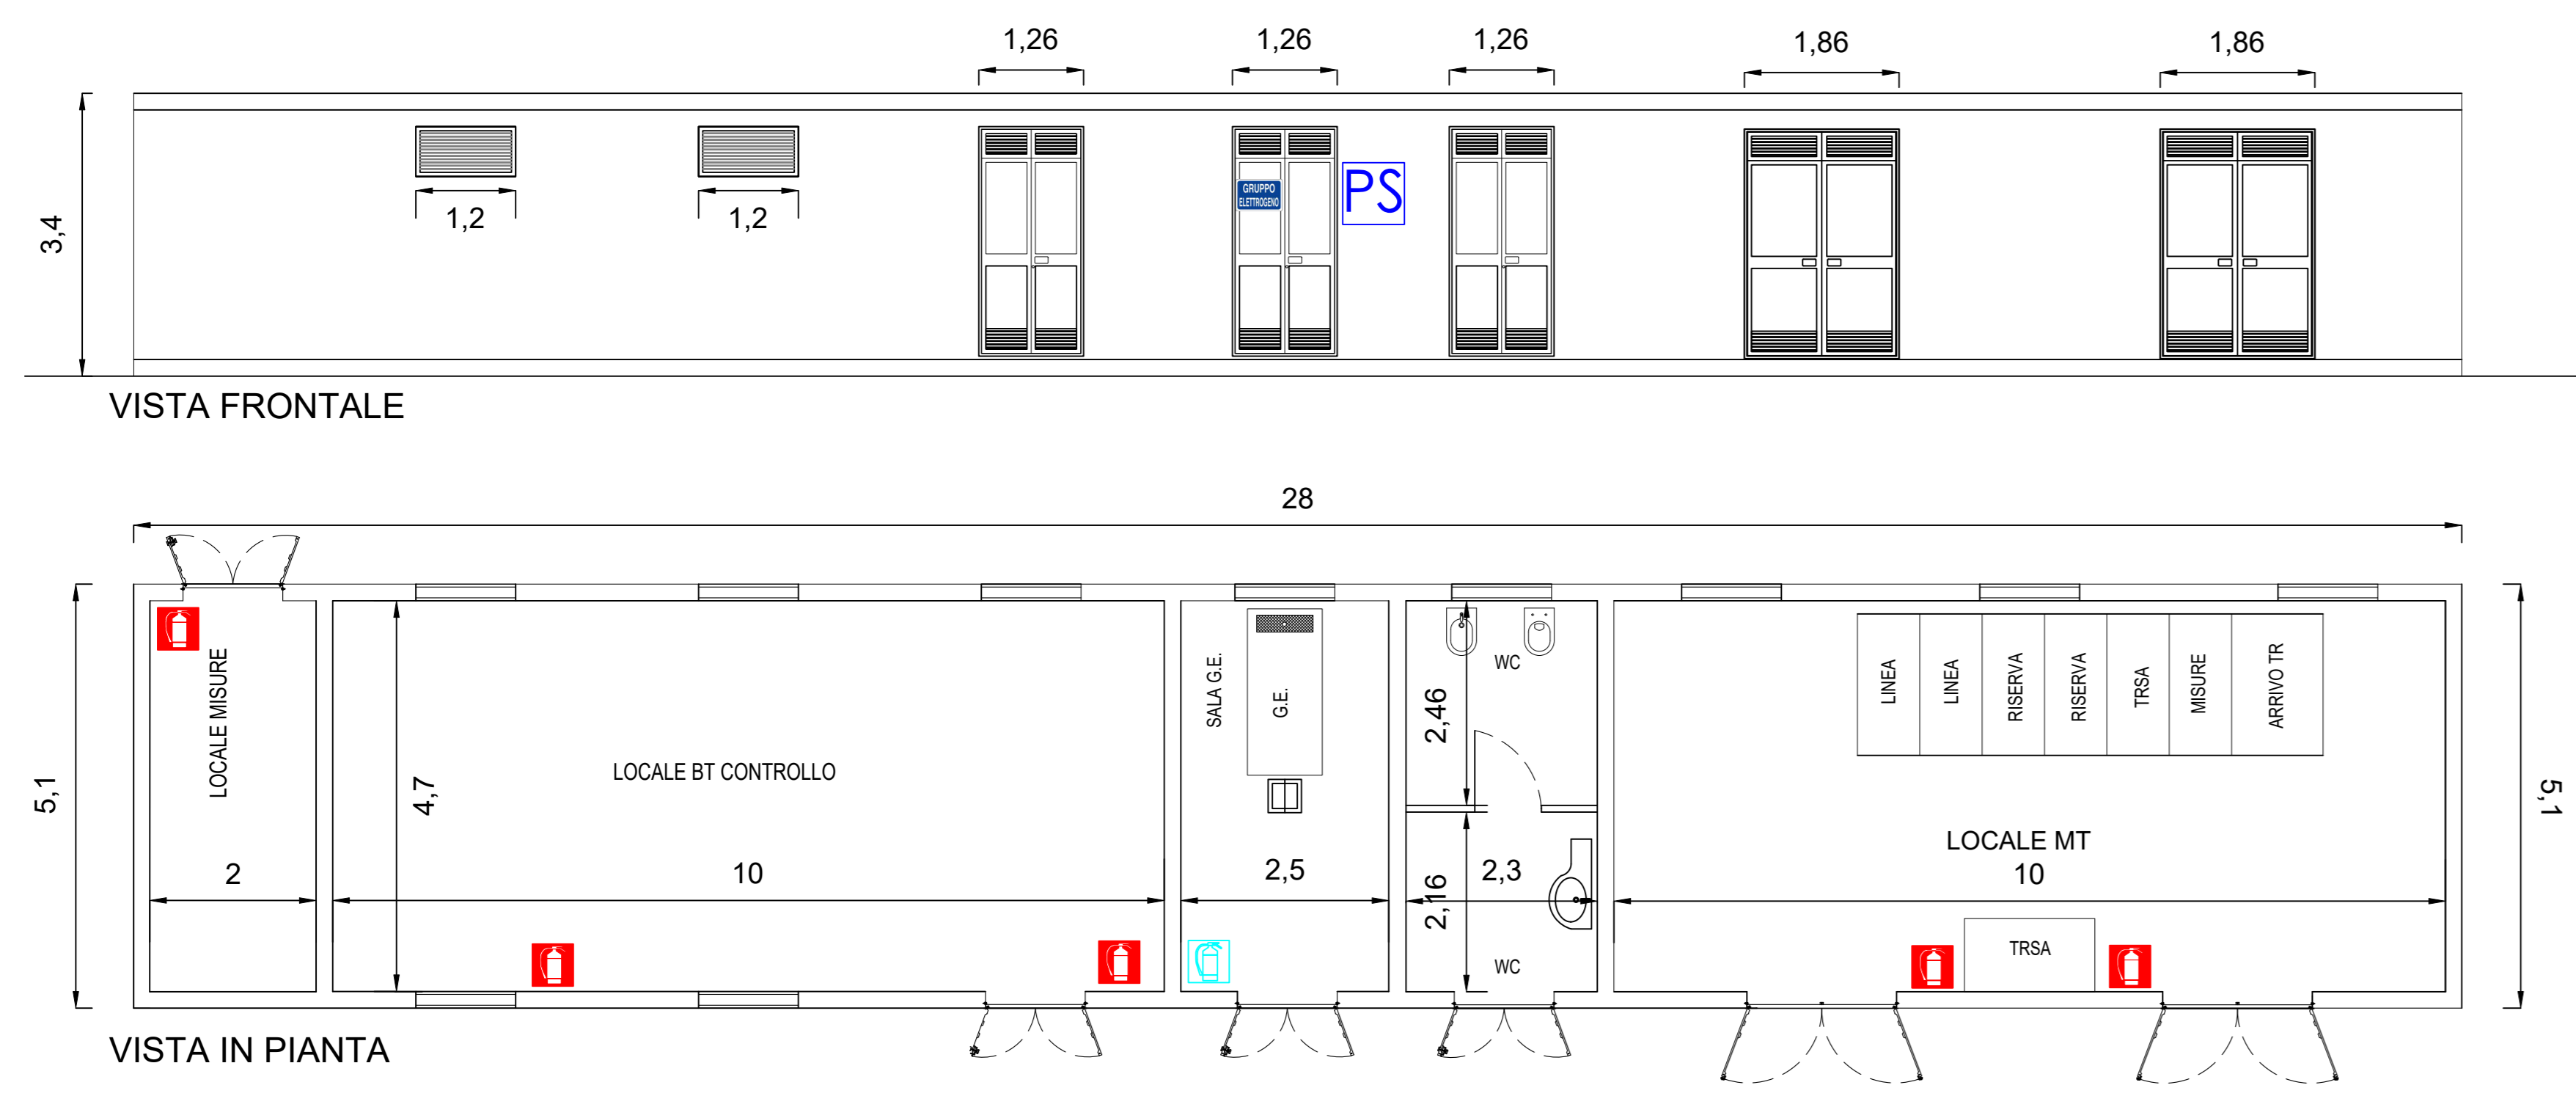 1,26
1,26
1,26
1,86
1,86
3,4
1,2
1,2
GRUPPO
ELETTROGENO
PS
VISTA FRONTALE
28
5,1
LOCALE MISURE
2
4,7
LOCALE BT CONTROLLO
10
SALA G.E.
G.E.
2,5
WC
2,46
2,16
2,3
WC
LINEA
LINEA
RISERVA
RISERVA
TRSA
MISURE
ARRIVO TR
LOCALE MT
10
TRSA
5,1
VISTA IN PIANTA